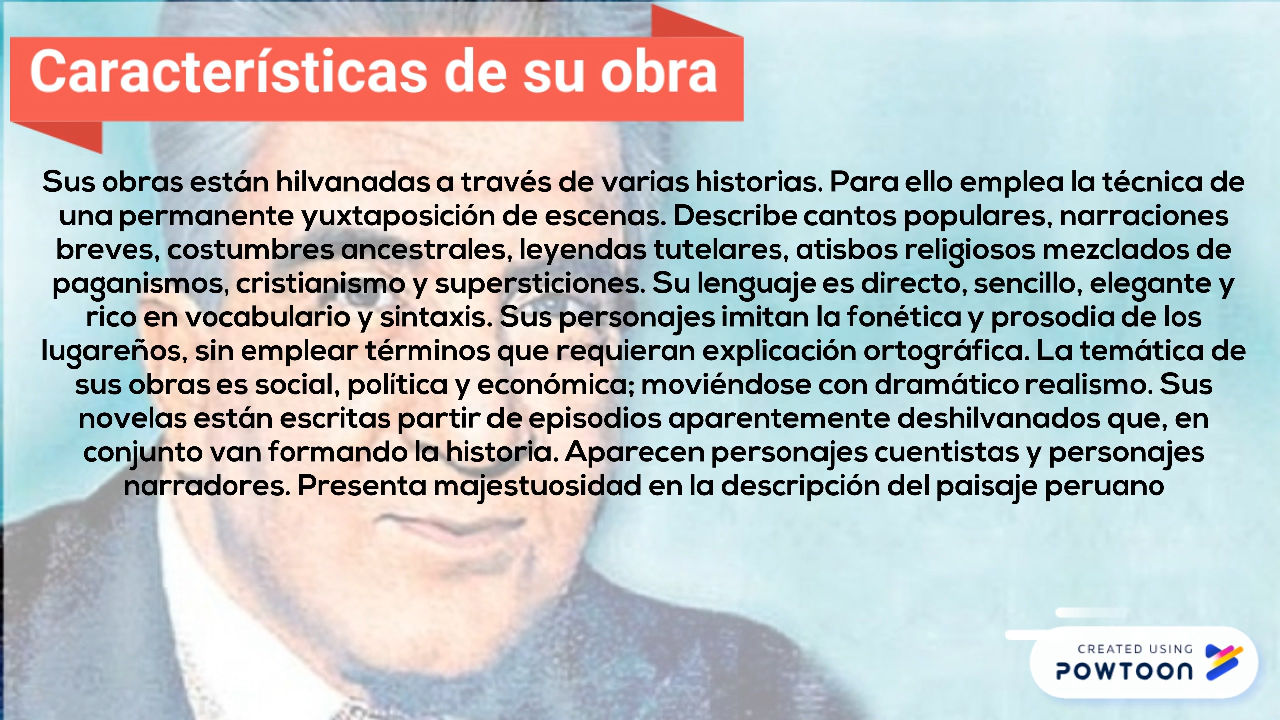 Características de su obra
Sus obras están hilvanadas a través de varias historias. Para ello emplea la técnica de
una permanente yuxtaposición de escenas. Describe cantos populares, narraciones
breves, costumbres ancestrales, leyendas tutelares, atisbos religiosos mezclados de
paganismos, cristianismo y supersticiones. Su lenguaje es directo, sencillo, elegante y
rico en vocabulario y sintaxis. Sus personajes imitan la fonética y prosodia de los
lugareños, sin emplear términos que requieran explicación ortográfica. La temática de
sus obras es social, política y económica; moviéndose con dramático realismo. Sus
novelas están escritas partir de episodios aparentemente deshilvanados que, en
conjunto van formando la historia. Aparecen personajes cuentistas y personajes
narradores. Presenta majestuosidad en la descripción del paisaje peruano
CREATED USING
POWTOON